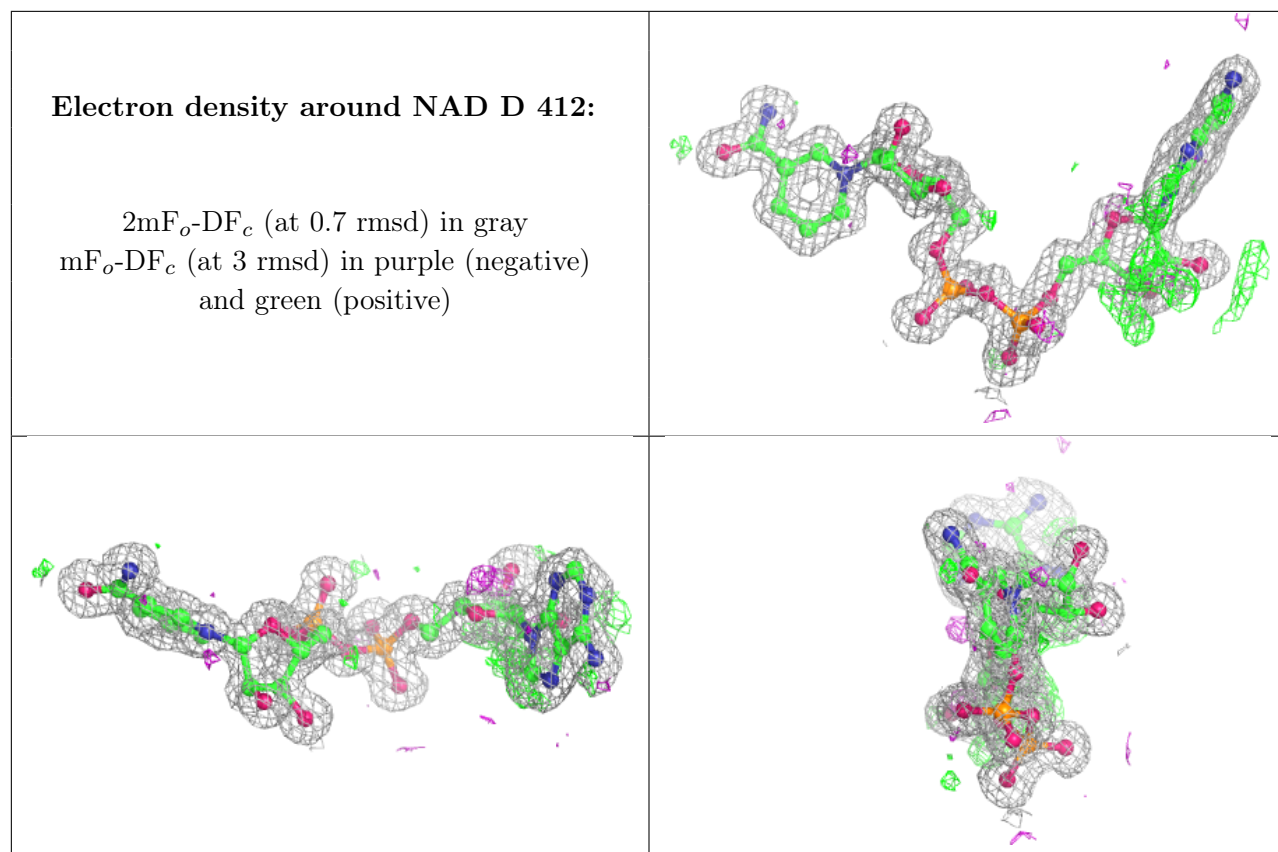 Electron density around NAD D 412:
2mFₒ-DF𝒸 (at 0.7 rmsd) in gray
mFₒ-DF𝒸 (at 3 rmsd) in purple (negative)
and green (positive)